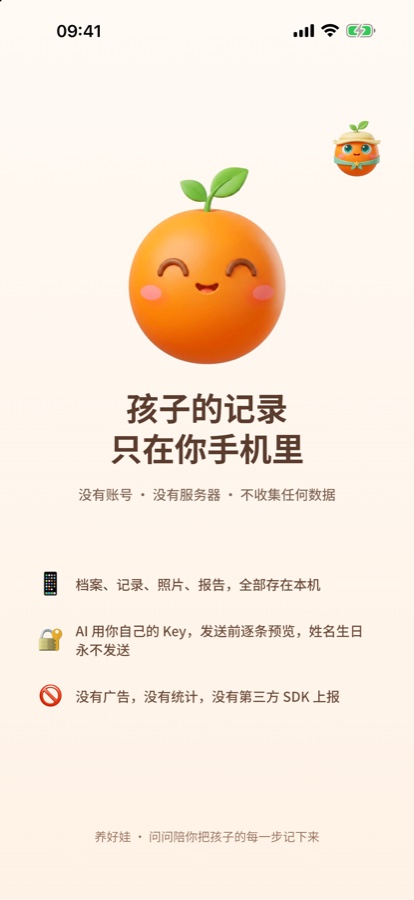 09:41
孩子的记录
只在你手机里
没有账号 · 没有服务器 · 不收集任何数据
档案、记录、照片、报告，全部存在本机
AI 用你自己的 Key，发送前逐条预览，姓名生日
永不发送
没有广告，没有统计，没有第三方 SDK 上报
养好娃 · 问问陪你把孩子的每一步记下来